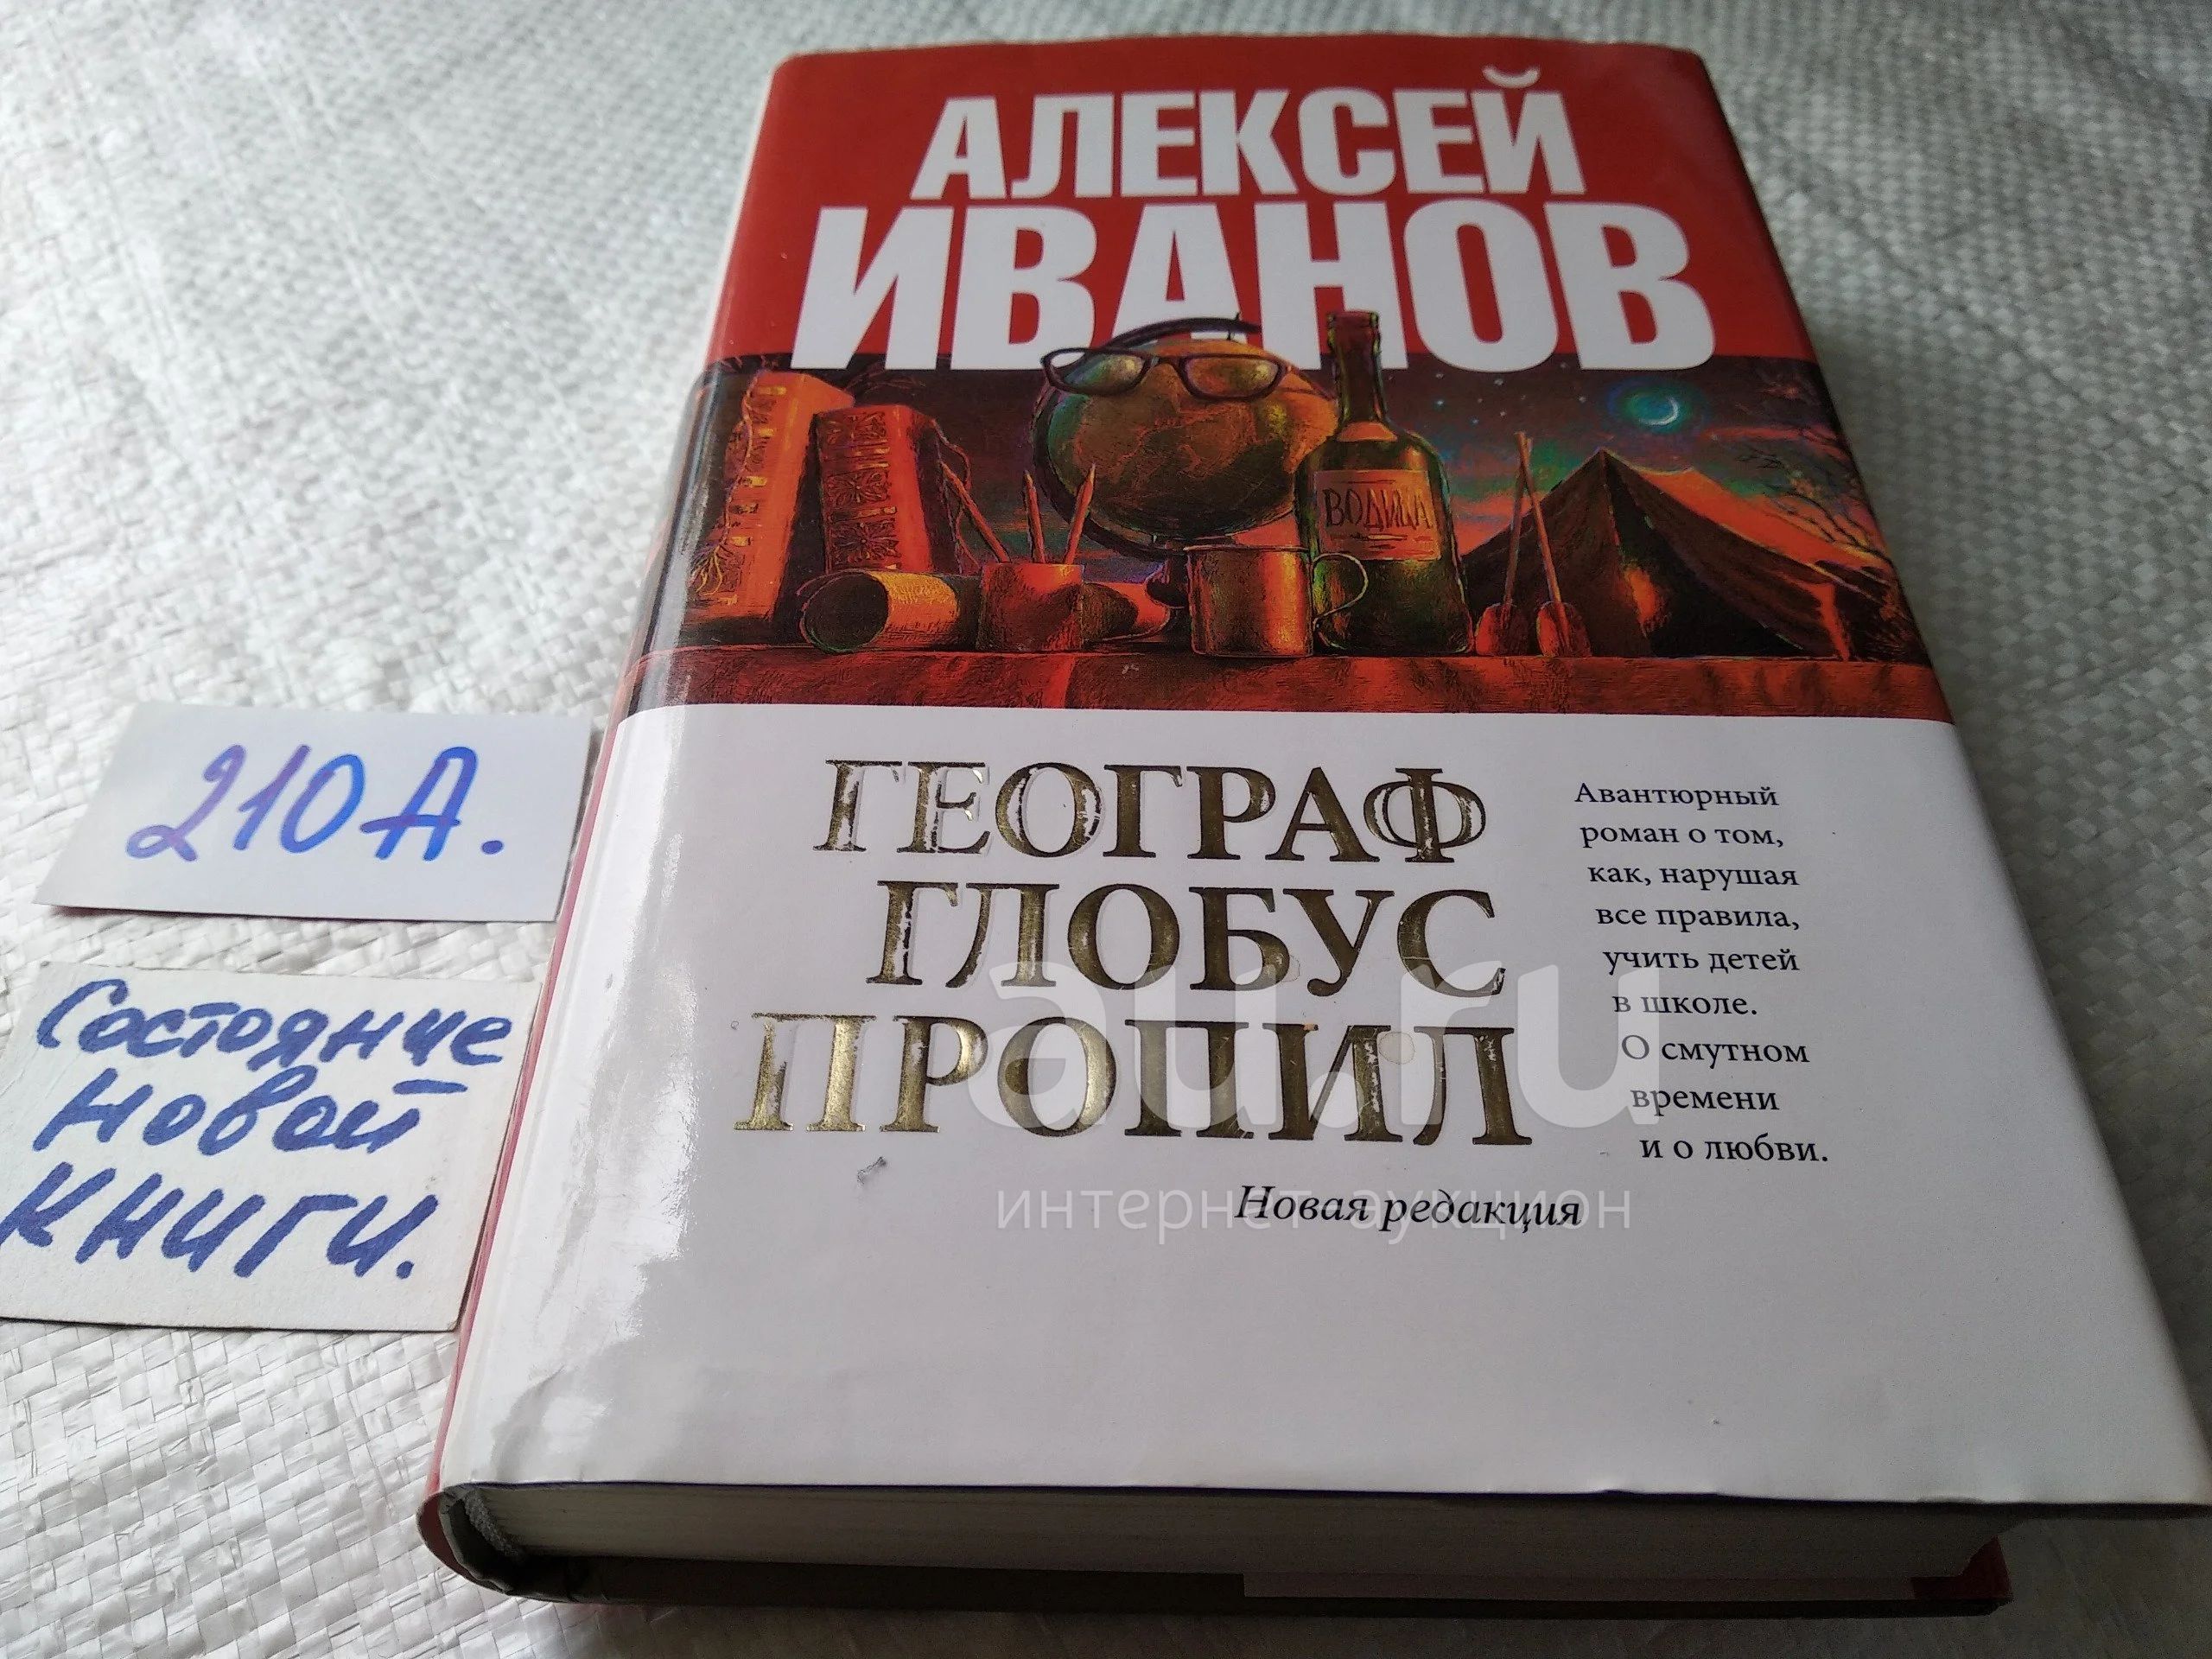 АЛЕКСЕЙ
ИВАНОВ
ВОДИЦА
ГЕОГРАФ
ГЛОБУС
ПРОПИЛ
Новая редакция
Авантюрный
роман о том,
как, нарушая
все правила,
учить детей
в школе.
О смутном
времени
и о любви.
210А.
Состояние
новой
книги.
au.ru
интернет-аукцион